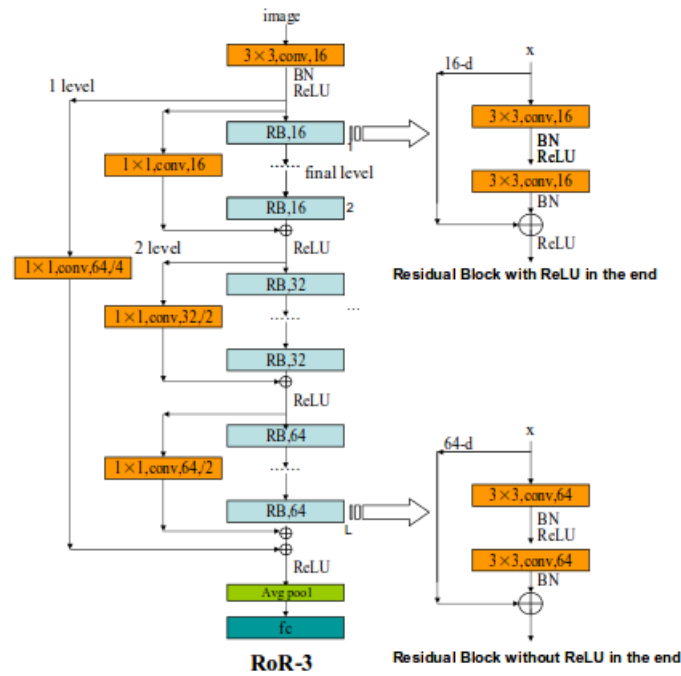 image
3×3,conv,16
BN
ReLU
1 level
RB,16
1
1×1,conv,16
final level
RB,16
2
ReLU
2 level
1×1,conv,64,/4
RB,32
...
1×1,conv,32,/2
RB,32
ReLU
RB,64
1×1,conv,64,/2
RB,64
L
ReLU
Avg pool
fc
RoR-3
x
16-d
3×3,conv,16
BN
ReLU
3×3,conv,16
BN
ReLU
Residual Block with ReLU in the end
x
64-d
3×3,conv,64
BN
ReLU
3×3,conv,64
BN
Residual Block without ReLU in the end